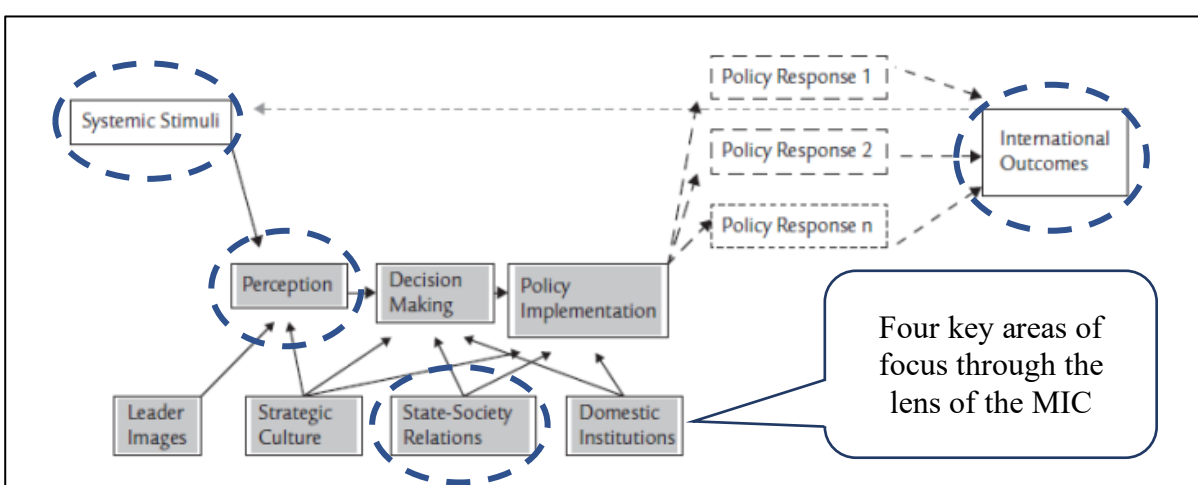 Policy Response 1
Systemic Stimuli
Policy Response 2
International
Outcomes
Policy Response n
Perception
Decision
Making
Policy
Implementation
Four key areas of
focus through the
lens of the MIC
Leader
Images
Strategic
Culture
State-Society
Relations
Domestic
Institutions